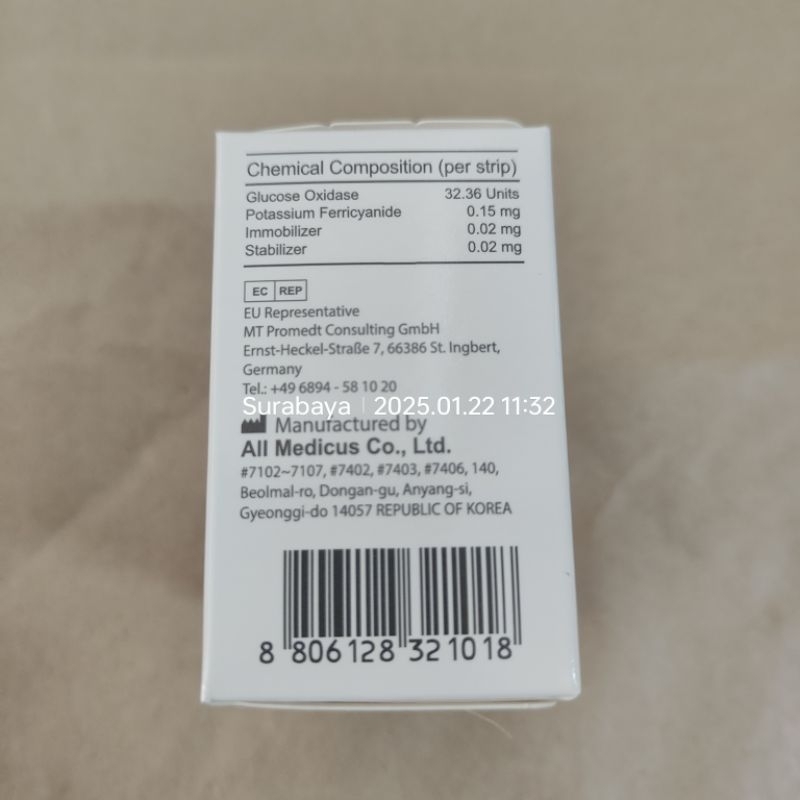 Chemical Composition (per strip)
Glucose Oxidase 32.36 Units
Potassium Ferricyanide 0.15 mg
Immobilizer 0.02 mg
Stabilizer 0.02 mg
EC REP
EU Representative
MT Promedt Consulting GmbH
Ernst-Heckel-Straße 7, 66386 St. Ingbert,
Germany
Tel.: +49 6894 - 58 10 20
Surabaya | 2025.01.22 11:32
Manufactured by
All Medicus Co., Ltd.
#7102~7107, #7402, #7403, #7406, 140,
Beolmal-ro, Dongan-gu, Anyang-si,
Gyeonggi-do 14057 REPUBLIC OF KOREA
8 806128 321018